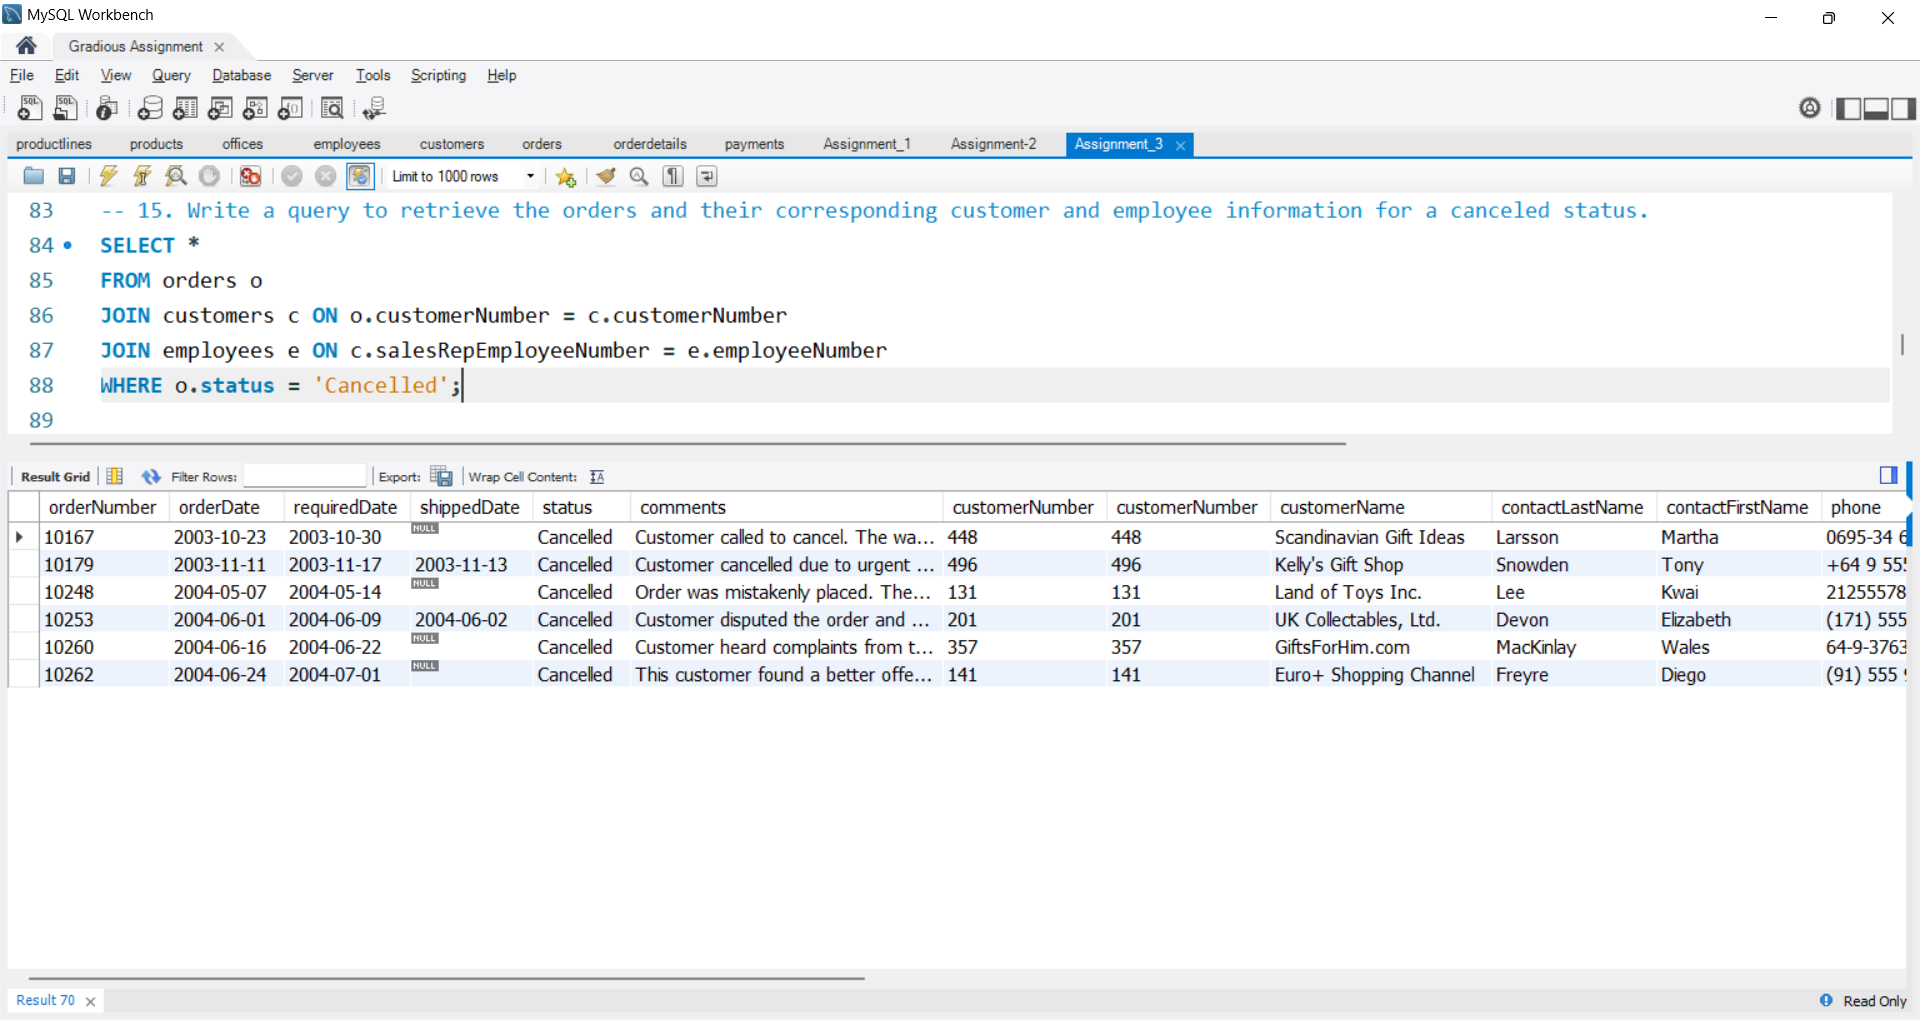 MySQL Workbench
Gradious Assignment
File Edit View Query Database Server Tools Scripting Help
productlines products offices employees customers orders orderdetails payments Assignment_1 Assignment-2 Assignment_3
Limit to 1000 rows
83 -- 15. Write a query to retrieve the orders and their corresponding customer and employee information for a canceled status.
84 SELECT *
85 FROM orders o
86 JOIN customers c ON o.customerNumber = c.customerNumber
87 JOIN employees e ON c.salesRepEmployeeNumber = e.employeeNumber
88 WHERE o.status = 'Cancelled';
89
Result Grid Filter Rows: Export: Wrap Cell Content:
orderNumber orderDate requiredDate shippedDate status comments customerNumber customerNumber customerName contactLastName contactFirstName phone
10167 2003-10-23 2003-10-30 NULL Cancelled Customer called to cancel. The wa... 448 448 Scandinavian Gift Ideas Larsson Martha 0695-34 6
10179 2003-11-11 2003-11-17 2003-11-13 Cancelled Customer cancelled due to urgent ... 496 496 Kelly's Gift Shop Snowden Tony +64 9 555
10248 2004-05-07 2004-05-14 NULL Cancelled Order was mistakenly placed. The... 131 131 Land of Toys Inc. Lee Kwai 21255578
10253 2004-06-01 2004-06-09 2004-06-02 Cancelled Customer disputed the order and ... 201 201 UK Collectables, Ltd. Devon Elizabeth (171) 555
10260 2004-06-16 2004-06-22 NULL Cancelled Customer heard complaints from t... 357 357 GiftsForHim.com MacKinlay Wales 64-9-3763
10262 2004-06-24 2004-07-01 NULL Cancelled This customer found a better offe... 141 141 Euro+ Shopping Channel Freyre Diego (91) 555
Result 70
Read Only